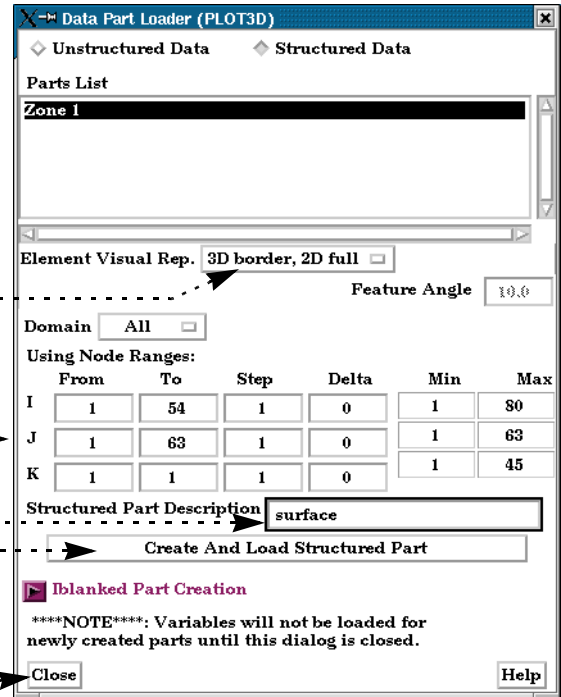 Data Part Loader (PLOT3D)
Unstructured Data Structured Data
Parts List
Zone 1
Element Visual Rep. 3D border, 2D full
Feature Angle 10.0
Domain All
Using Node Ranges:
From To Step Delta Min Max
I 1 54 1 0 1 80
J 1 63 1 0 1 63
K 1 1 1 0 1 45
Structured Part Description surface
Create And Load Structured Part
Iblanked Part Creation
****NOTE****: Variables will not be loaded for
newly created parts until this dialog is closed.
Close Help